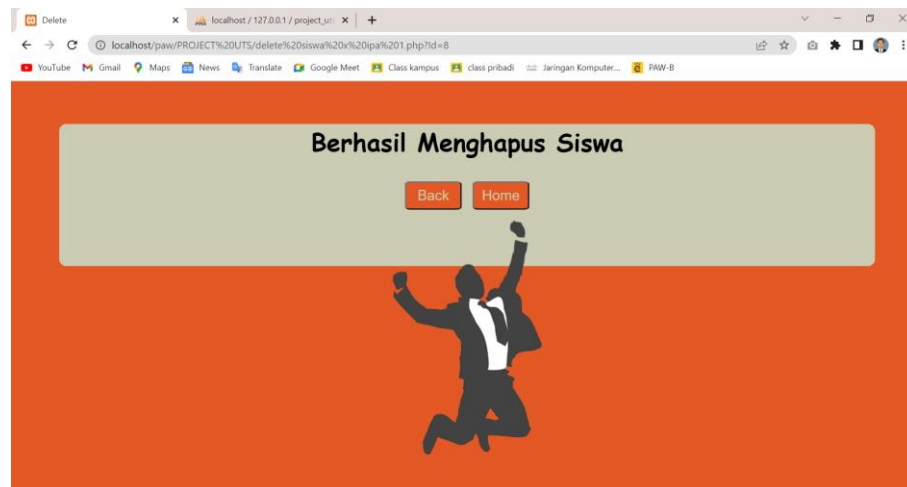 Delete
localhost / 127.0.0.1 / project_ut
localhost/paw/PROJECT%20UTS/delete%20siswa%20x%20ipa%201.php?Id=8
YouTube Gmail Maps News Translate Google Meet Class kampus Class pribadi Jaringan Komputer... PAW-B
Berhasil Menghapus Siswa
Back Home